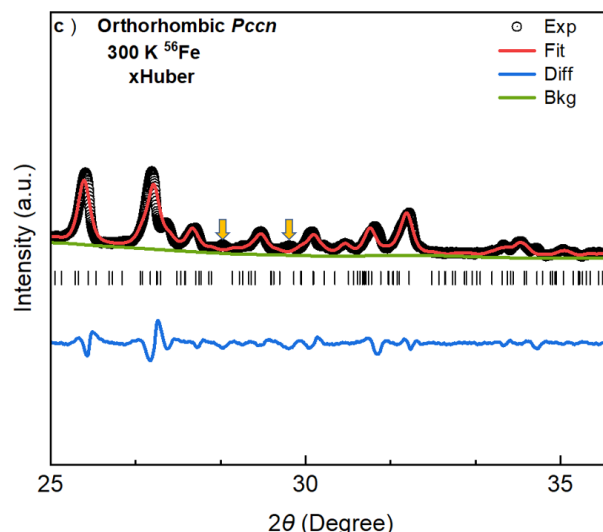 c ) Orthorhombic Pccn
300 K ⁵⁶Fe
xHuber
Exp
Fit
Diff
Bkg
Intensity (a.u.)
25 30 35
2θ (Degree)